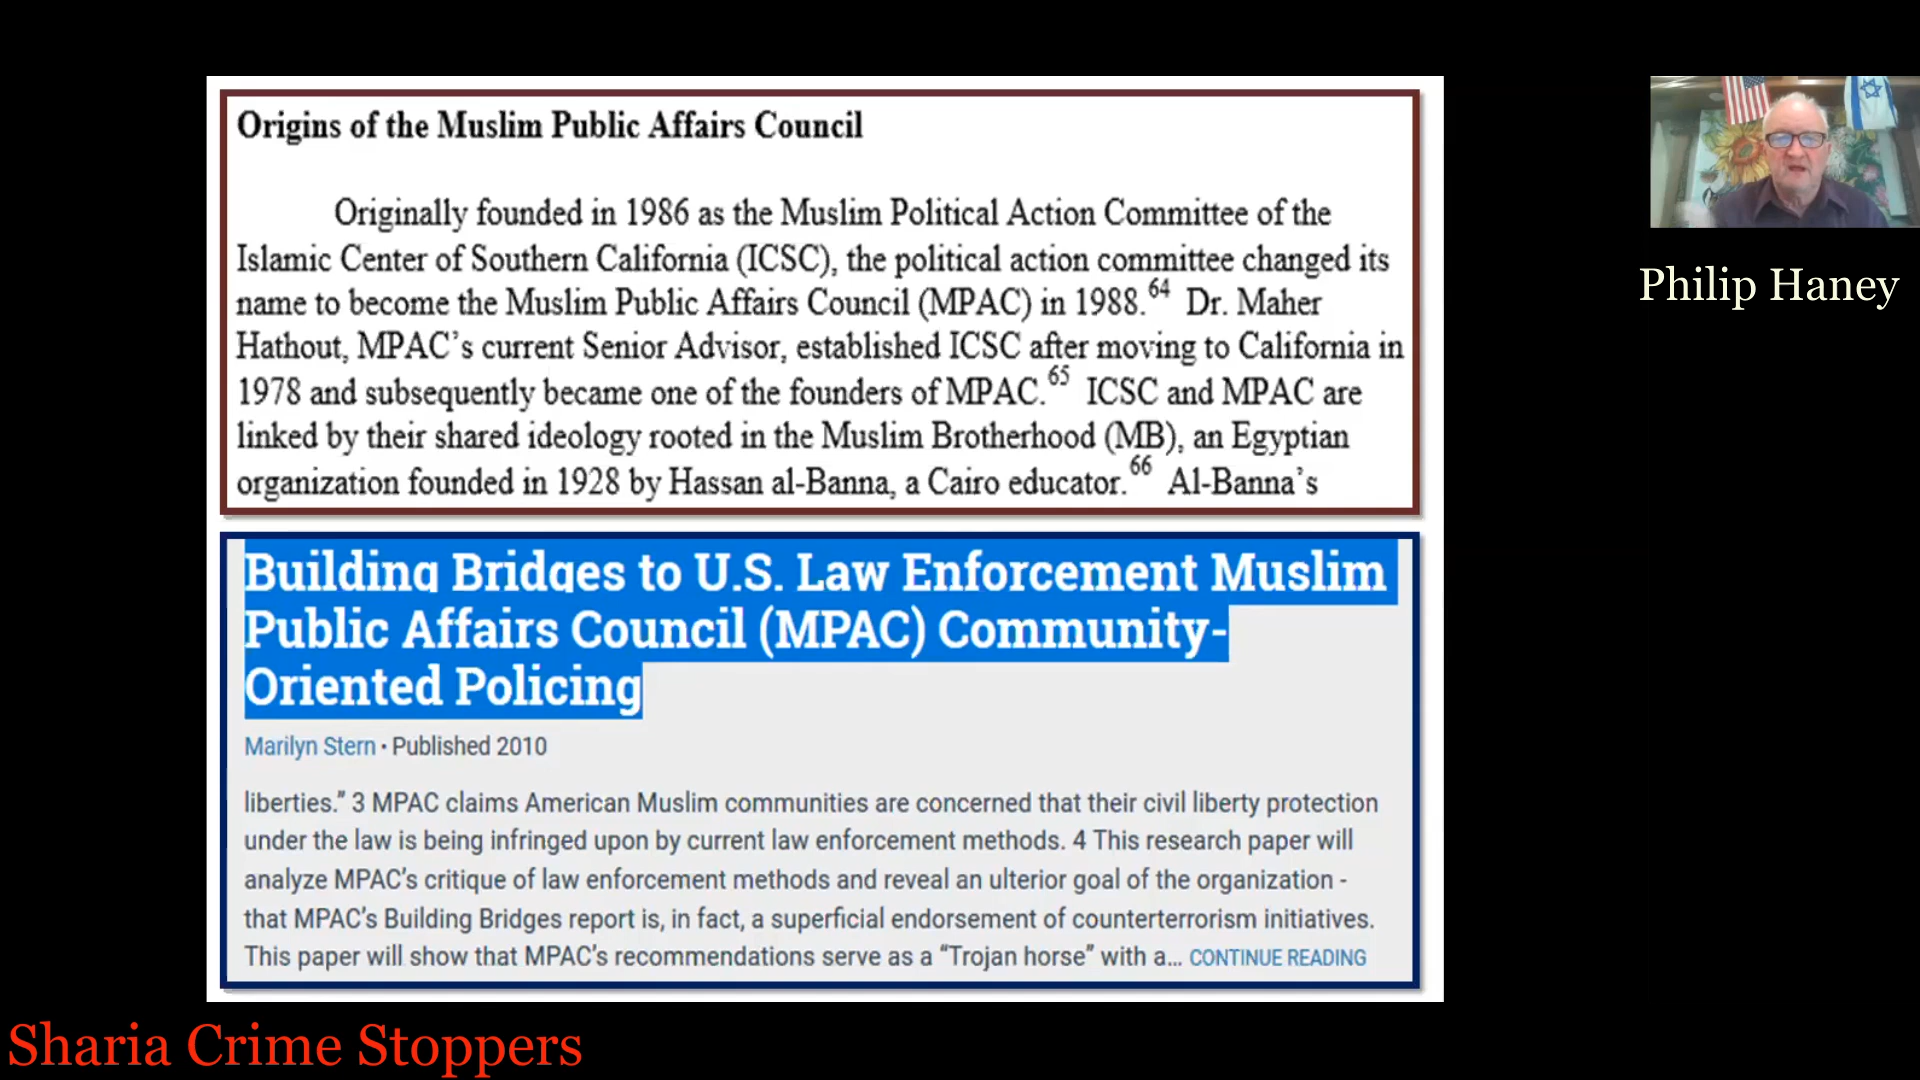 Origins of the Muslim Public Affairs Council
Originally founded in 1986 as the Muslim Political Action Committee of the
Islamic Center of Southern California (ICSC), the political action committee changed its
name to become the Muslim Public Affairs Council (MPAC) in 1988.64 Dr. Maher
Hathout, MPAC's current Senior Advisor, established ICSC after moving to California in
1978 and subsequently became one of the founders of MPAC.65 ICSC and MPAC are
linked by their shared ideology rooted in the Muslim Brotherhood (MB), an Egyptian
organization founded in 1928 by Hassan al-Banna, a Cairo educator.66 Al-Banna's
Building Bridges to U.S. Law Enforcement Muslim
Public Affairs Council (MPAC) Community-
Oriented Policing
Marilyn Stern • Published 2010
liberties.” 3 MPAC claims American Muslim communities are concerned that their civil liberty protection
under the law is being infringed upon by current law enforcement methods. 4 This research paper will
analyze MPAC’s critique of law enforcement methods and reveal an ulterior goal of the organization -
that MPAC’s Building Bridges report is, in fact, a superficial endorsement of counterterrorism initiatives.
This paper will show that MPAC’s recommendations serve as a “Trojan horse” with a... CONTINUE READING
Philip Haney
Sharia Crime Stoppers